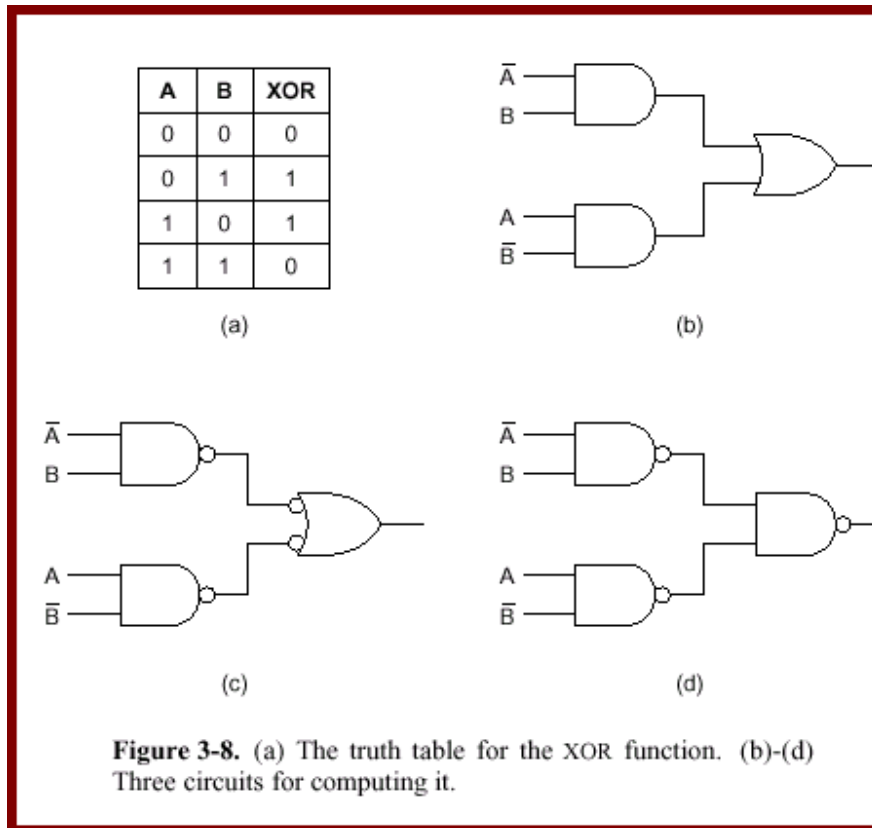 A B XOR
0 0 0
0 1 1
1 0 1
1 1 0
(a)
A̅
B
A
B̅
(b)
A̅
B
A
B̅
(c)
A̅
B
A
B̅
(d)
Figure 3-8. (a) The truth table for the XOR function. (b)-(d)
Three circuits for computing it.